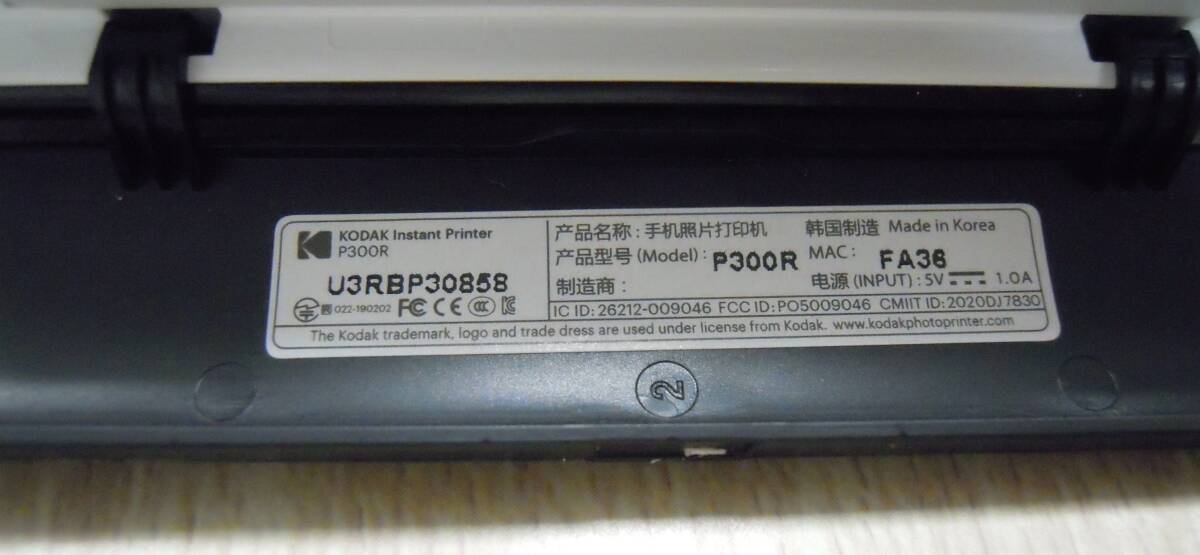 KODAK Instant Printer
P300R
U3RBP30858
R 022-190202 FC CE CCC
产品名称：手机照片打印机 韩国制造 Made in Korea
产品型号 (Model)： P300R MAC： FA36
制造商： 电源 (INPUT)：5V 1.0A
IC ID: 26212-009046 FCC ID: PO5009046 CMIIT ID: 2020DJ7830
The Kodak trademark, logo and trade dress are used under license from Kodak. www.kodakphotoprinter.com
2